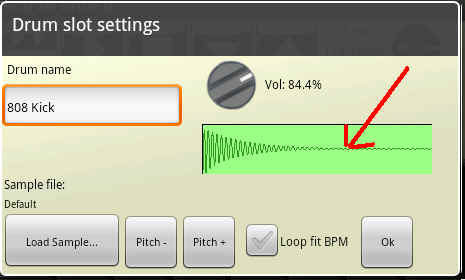 Drum slot settings
Drum name
Vol: 84.4%
808 Kick
Sample file:
Default
Load Sample...
Pitch -
Pitch +
Loop fit BPM
Ok